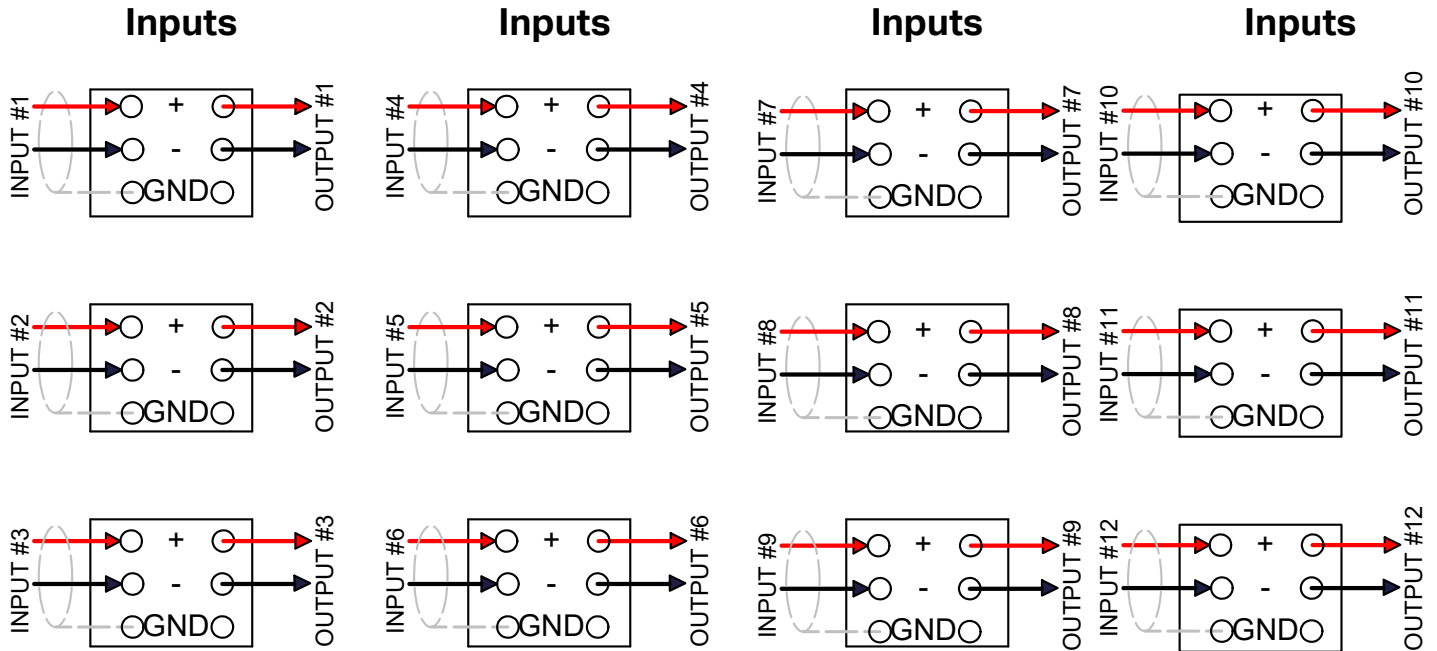 Inputs
Inputs
Inputs
Inputs
INPUT #1
+
-
GND
OUTPUT #1
INPUT #4
+
-
GND
OUTPUT #4
INPUT #7
+
-
GND
OUTPUT #7
INPUT #10
+
-
GND
OUTPUT #10
INPUT #2
+
-
GND
OUTPUT #2
INPUT #5
+
-
GND
OUTPUT #5
INPUT #8
+
-
GND
OUTPUT #8
INPUT #11
+
-
GND
OUTPUT #11
INPUT #3
+
-
GND
OUTPUT #3
INPUT #6
+
-
GND
OUTPUT #6
INPUT #9
+
-
GND
OUTPUT #9
INPUT #12
+
-
GND
OUTPUT #12